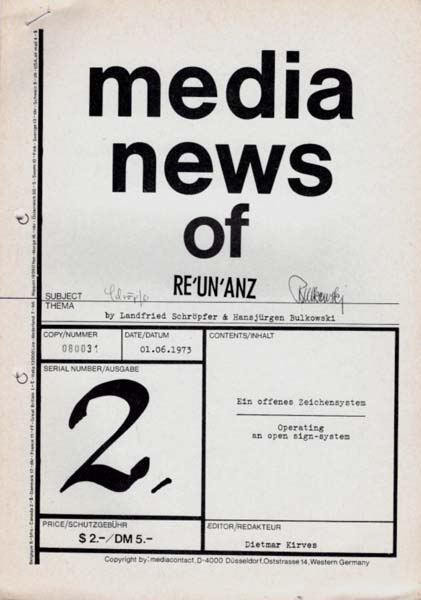 media
news
of
RE'UN'ANZ
SUBJECT
THEMA
by Landfried Schröpfer & Hansjürgen Bulkowski
COPY/NUMMER
080031
DATE/DATUM
01.06.1973
CONTENTS/INHALT
SERIAL NUMBER/AUSGABE
2,
Ein offenes Zeichensystem
Operating
an open sign-system
PRICE/SCHUTZGEBÜHR
$ 2.–/DM 5.–
EDITOR/REDAKTEUR
Dietmar Kirves
Copyright by: mediacontact, D-4000 Düsseldorf, Oststrasse 14, Western Germany